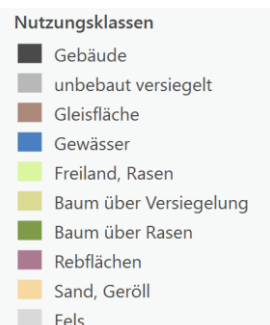 Nutzungsklassen
Gebäude
unbebaut versiegelt
Gleisfläche
Gewässer
Freiland, Rasen
Baum über Versiegelung
Baum über Rasen
Rebflächen
Sand, Geröll
Fels